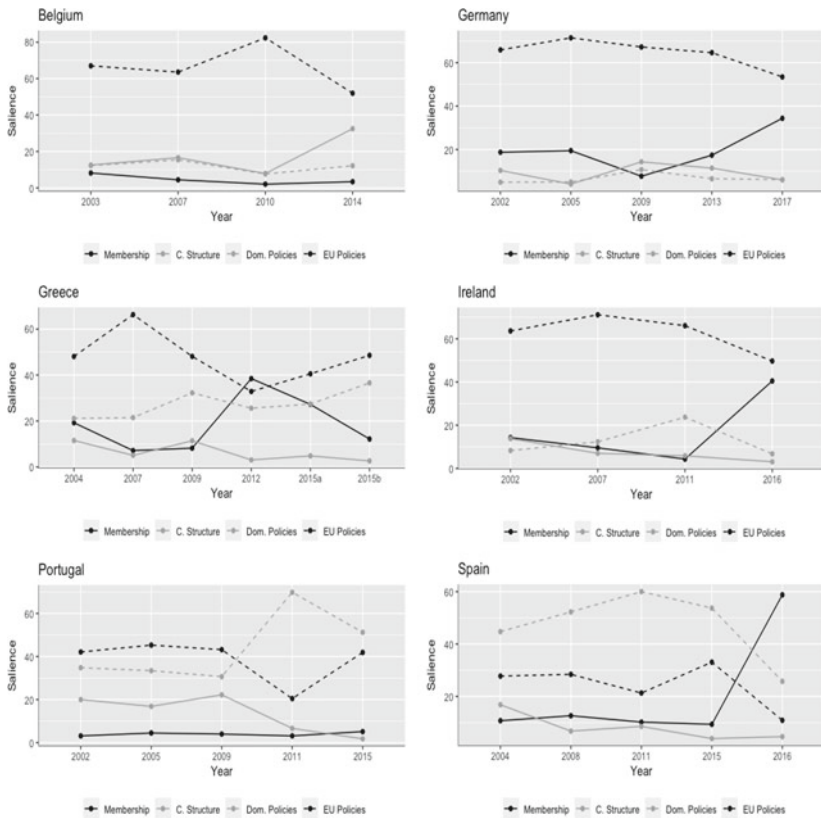 Belgium
80
60
40
20
0
Salience
2003 2007 2010 2014
Year
Membership C. Structure Dom. Policies EU Policies
Germany
60
40
20
Salience
2002 2005 2009 2013 2017
Year
Membership C. Structure Dom. Policies EU Policies
Greece
60
40
20
0
Salience
2004 2007 2009 2012 2015a 2015b
Year
Membership C. Structure Dom. Policies EU Policies
Ireland
60
40
20
0
Salience
2002 2007 2011 2016
Year
Membership C. Structure Dom. Policies EU Policies
Portugal
60
40
20
0
Salience
2002 2005 2009 2011 2015
Year
Membership C. Structure Dom. Policies EU Policies
Spain
60
40
20
Salience
2004 2008 2011 2015 2016
Year
Membership C. Structure Dom. Policies EU Policies